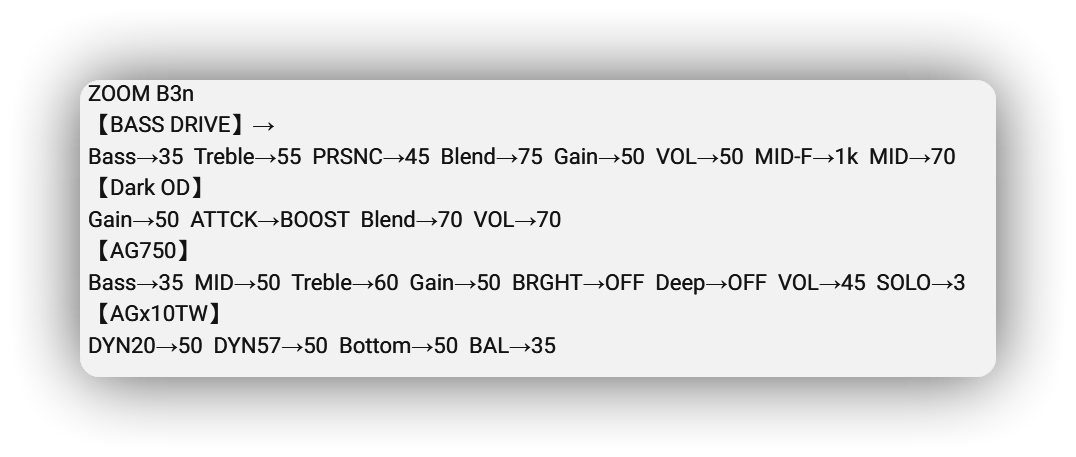 ZOOM B3n
【BASS DRIVE】→
Bass→35 Treble→55 PRSNC→45 Blend→75 Gain→50 VOL→50 MID-F→1k MID→70
【Dark OD】
Gain→50 ATTCK→BOOST Blend→70 VOL→70
【AG750】
Bass→35 MID→50 Treble→60 Gain→50 BRGHT→OFF Deep→OFF VOL→45 SOLO→3
【AGx10TW】
DYN20→50 DYN57→50 Bottom→50 BAL→35